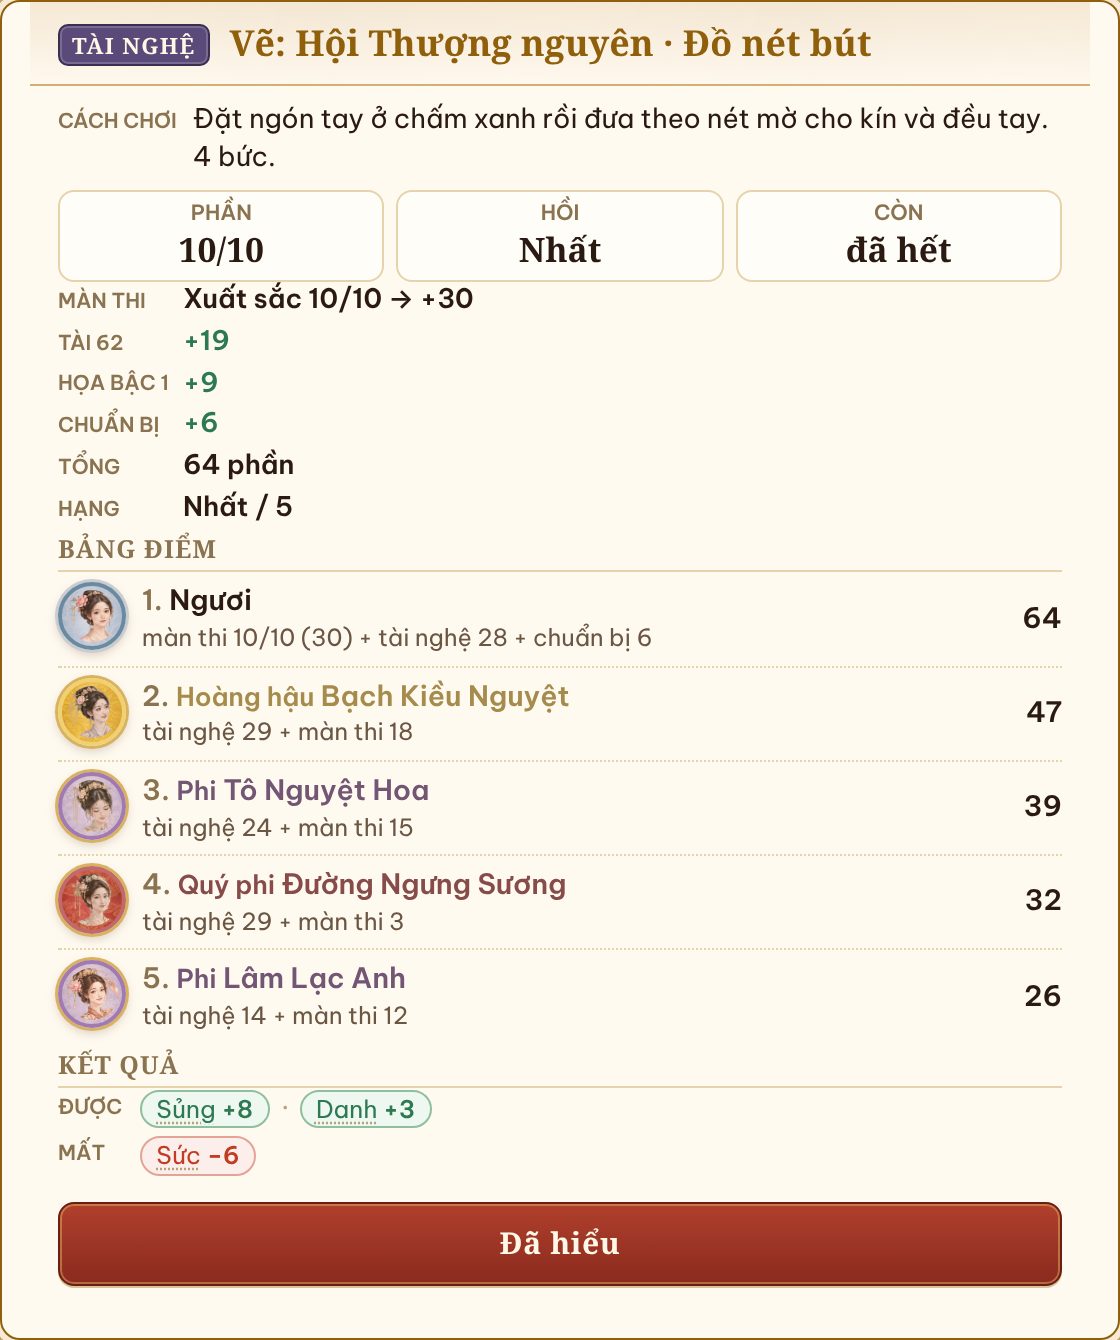 TÀI NGHỆ Vẽ: Hội Thượng nguyên · Đồ nét bút
CÁCH CHƠI Đặt ngón tay ở chấm xanh rồi đưa theo nét mờ cho kín và đều tay.
4 bức.
PHẦN HỒI CÒN
10/10 Nhất đã hết
MÀN THI Xuất sắc 10/10 → +30
TÀI 62 +19
HỌA BẬC 1 +9
CHUẨN BỊ +6
TỔNG 64 phần
HẠNG Nhất / 5
BẢNG ĐIỂM
1. Ngươi 64
màn thi 10/10 (30) + tài nghệ 28 + chuẩn bị 6
2. Hoàng hậu Bạch Kiều Nguyệt 47
tài nghệ 29 + màn thi 18
3. Phi Tô Nguyệt Hoa 39
tài nghệ 24 + màn thi 15
4. Quý phi Đường Ngưng Sương 32
tài nghệ 29 + màn thi 3
5. Phi Lâm Lạc Anh 26
tài nghệ 14 + màn thi 12
KẾT QUẢ
ĐƯỢC Sủng +8 · Danh +3
MẤT Sức −6
Đã hiểu